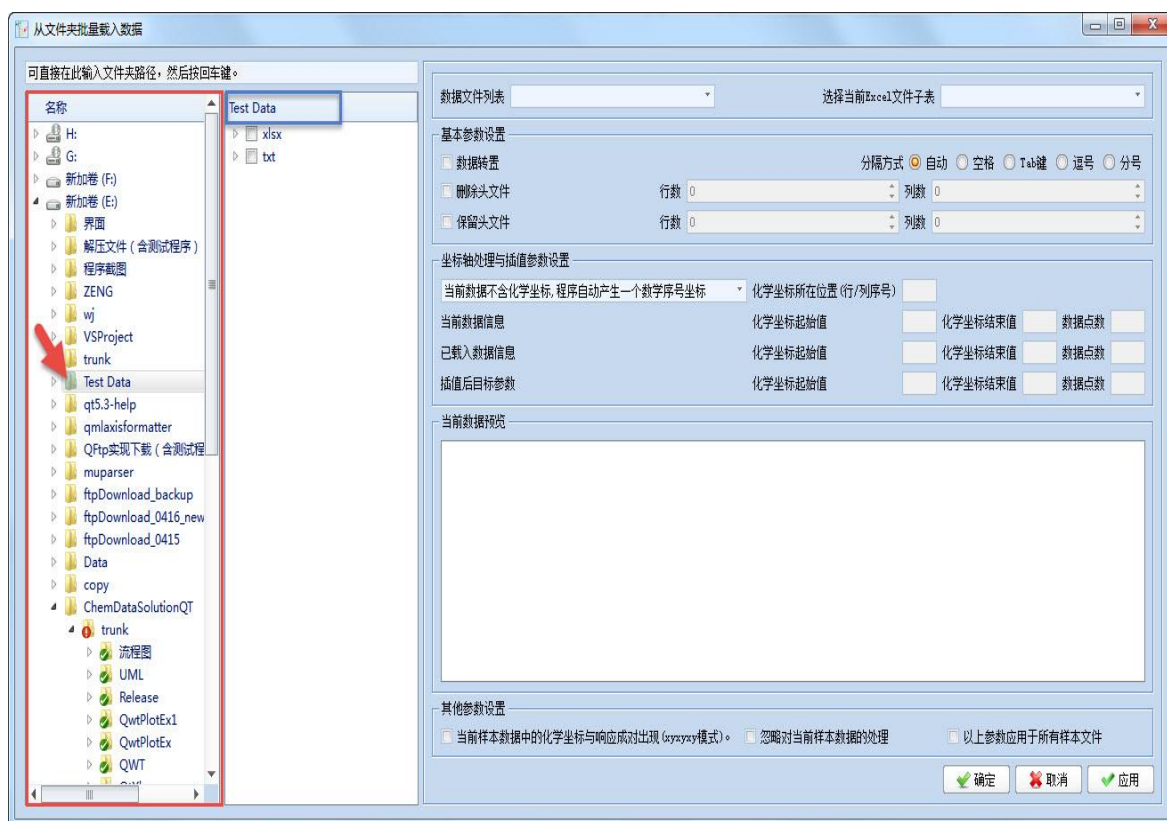 从文件夹批量载入数据
可直接在此输入文件夹路径，然后按回车键。
名称
H:
G:
新加卷 (F:)
新加卷 (E:)
界面
解压文件（含测试程序）
程序截图
ZENG
wj
VSProject
trunk
Test Data
qt5.3-help
qmlaxisformatter
QFtp实现下载（含测试程
muparser
ftpDownload_backup
ftpDownload_0416_new
ftpDownload_0415
Data
copy
ChemDataSolutionQT
trunk
流程图
UML
Release
QwtPlotEx1
QwtPlotEx
QWT
Test Data
xlsx
txt
数据文件列表 选择当前Excel文件子表
基本参数设置
数据转置 分隔方式 自动 空格 Tab键 逗号 分号
删除头文件 行数 0 列数 0
保留头文件 行数 0 列数 0
坐标轴处理与插值参数设置
当前数据不含化学坐标,程序自动产生一个数学序号坐标 化学坐标所在位置(行/列序号)
当前数据信息 化学坐标起始值 化学坐标结束值 数据点数
已载入数据信息 化学坐标起始值 化学坐标结束值 数据点数
插值后目标参数 化学坐标起始值 化学坐标结束值 数据点数
当前数据预览
其他参数设置
当前样本数据中的化学坐标与响应成对出现(xyxyxy模式)。 忽略对当前样本数据的处理 以上参数应用于所有样本文件
确定 取消 应用